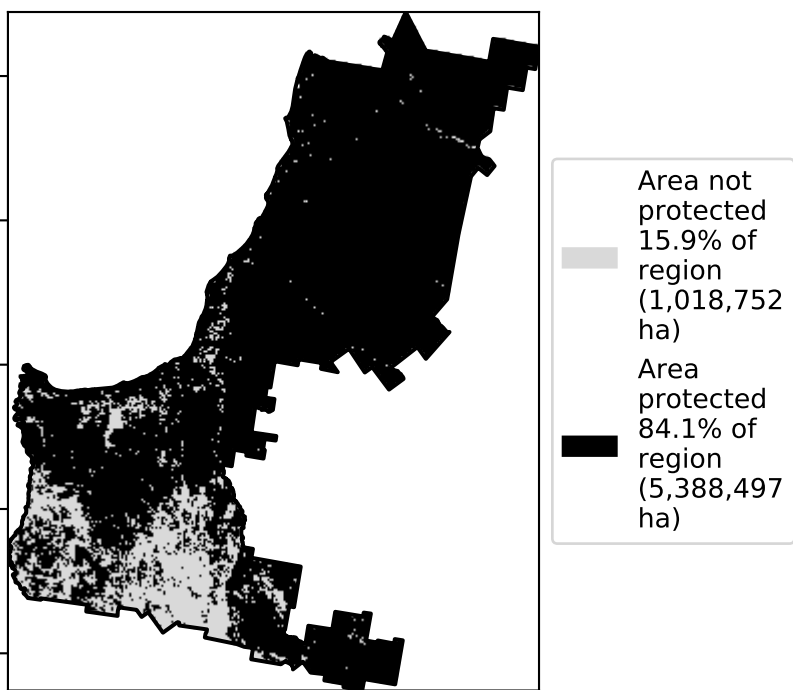 Area not
protected
15.9% of
region
(1,018,752
ha)
Area
protected
84.1% of
region
(5,388,497
ha)